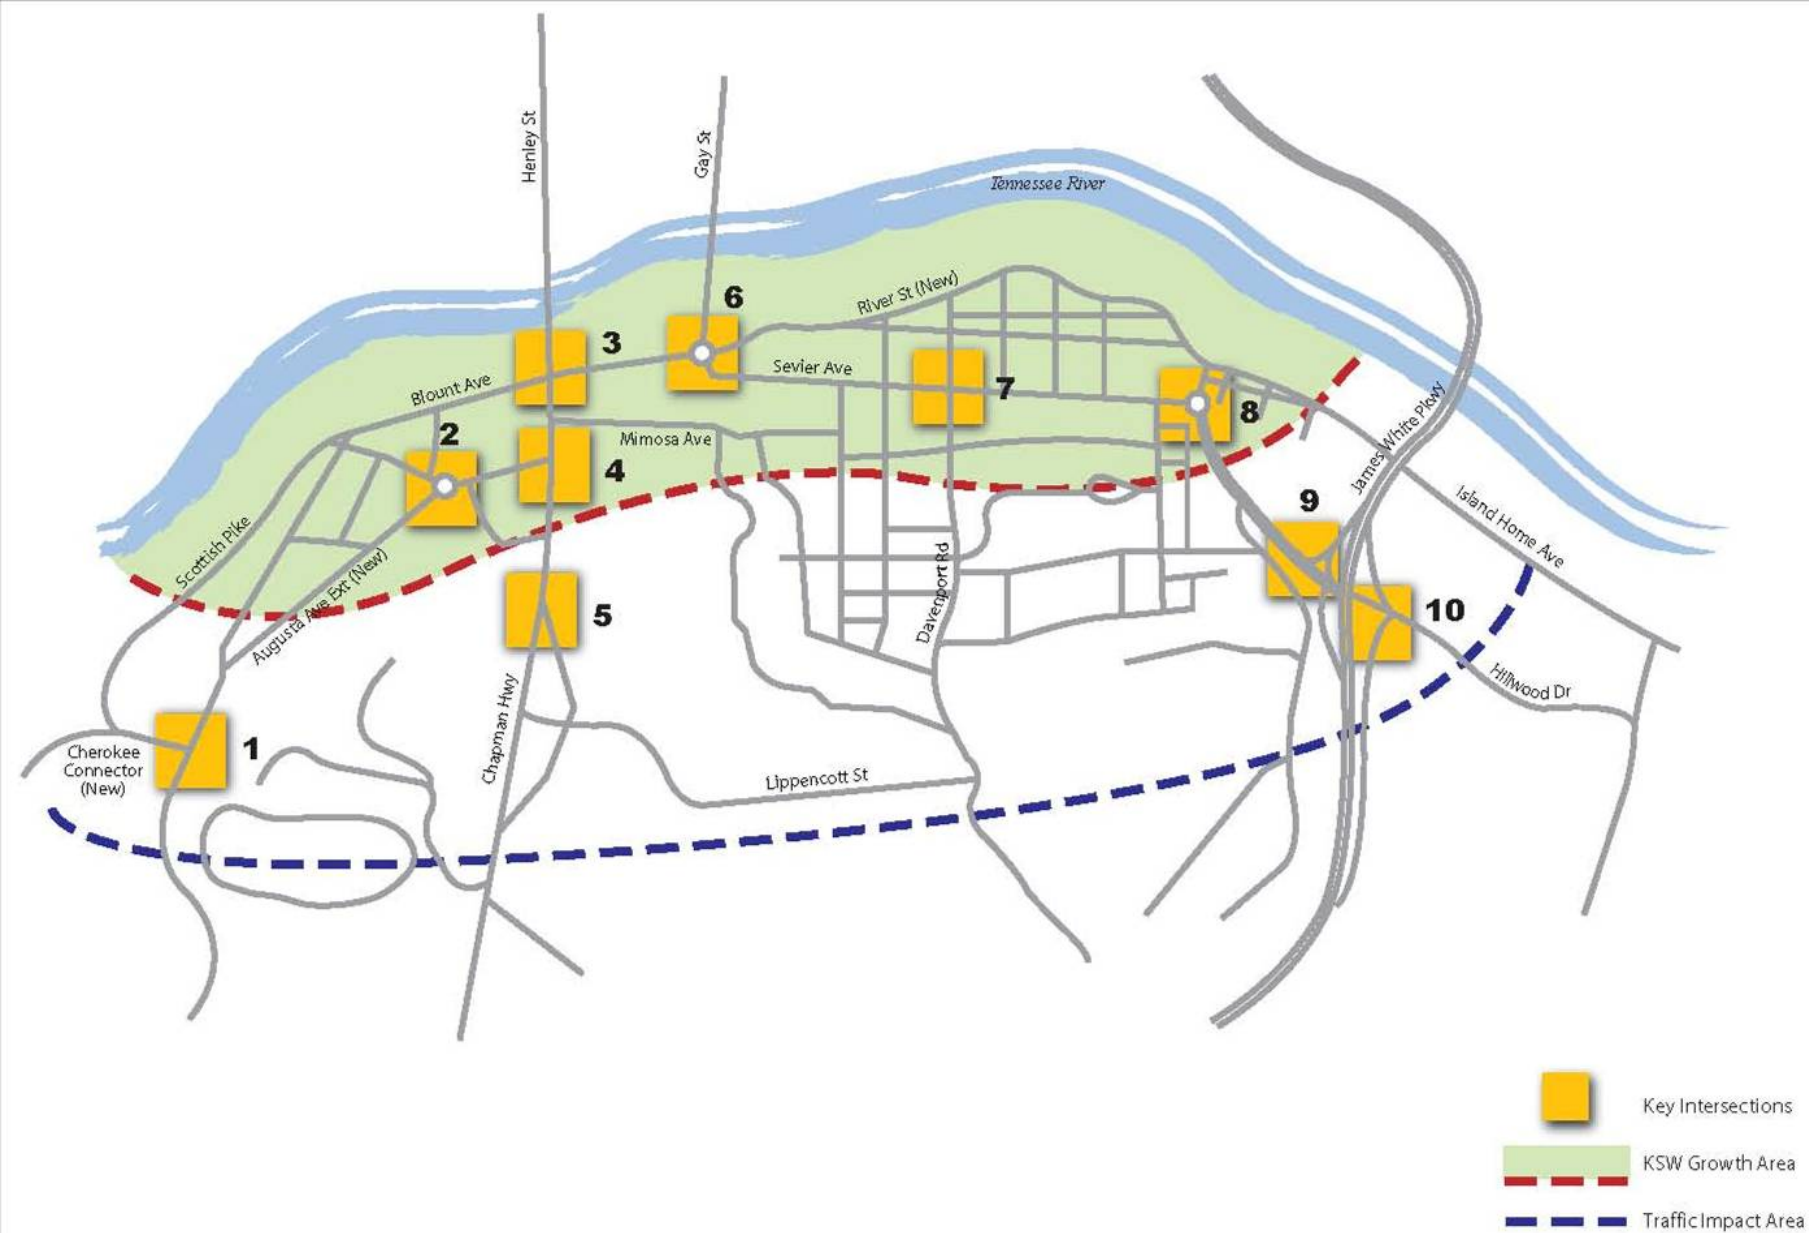 Henley St
Gay St
Tennessee River
River St (New)
6
3
Sevier Ave
Blount Ave
7
8
2
Mimosa Ave
4
James White Pkwy
9
Island Home Ave
Scottish Pike
Augusta Ave Ext (New)
Davenport Rd
5
10
Hillwood Dr
Chapman Hwy
1
Cherokee
Connector
(New)
Lippencott St
Key Intersections
KSW Growth Area
Traffic Impact Area